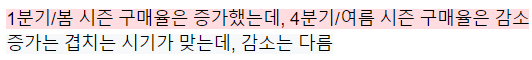 1분기/봄 시즌 구매율은 증가했는데, 4분기/여름 시즌 구매율은 감소
증가는 겹치는 시기가 맞는데, 감소는 다름